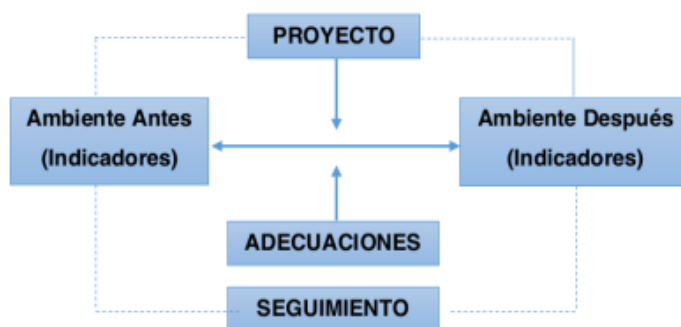 PROYECTO
Ambiente Antes
(Indicadores)
Ambiente Después
(Indicadores)
ADECUACIONES
SEGUIMIENTO